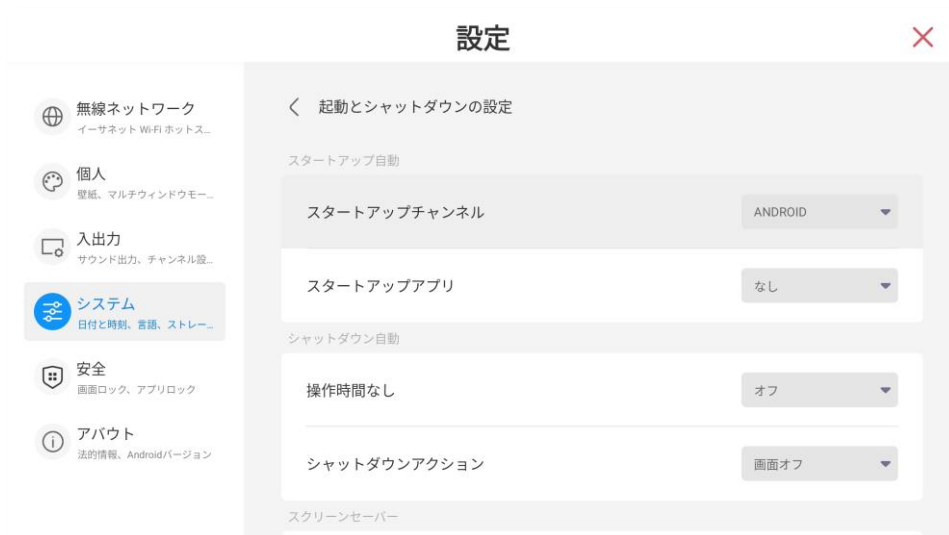 設定
無線ネットワーク
イーサネット Wi-Fi ホットス...
個人
壁紙、マルチウィンドウモー...
入出力
サウンド出力、チャンネル設...
システム
日付と時刻、言語、ストレー...
安全
画面ロック、アプリロック
アバウト
法的情報、Androidバージョン
起動とシャットダウンの設定
スタートアップ自動
スタートアップチャンネル
ANDROID
スタートアップアプリ
なし
シャットダウン自動
操作時間なし
オフ
シャットダウンアクション
画面オフ
スクリーンセーバー